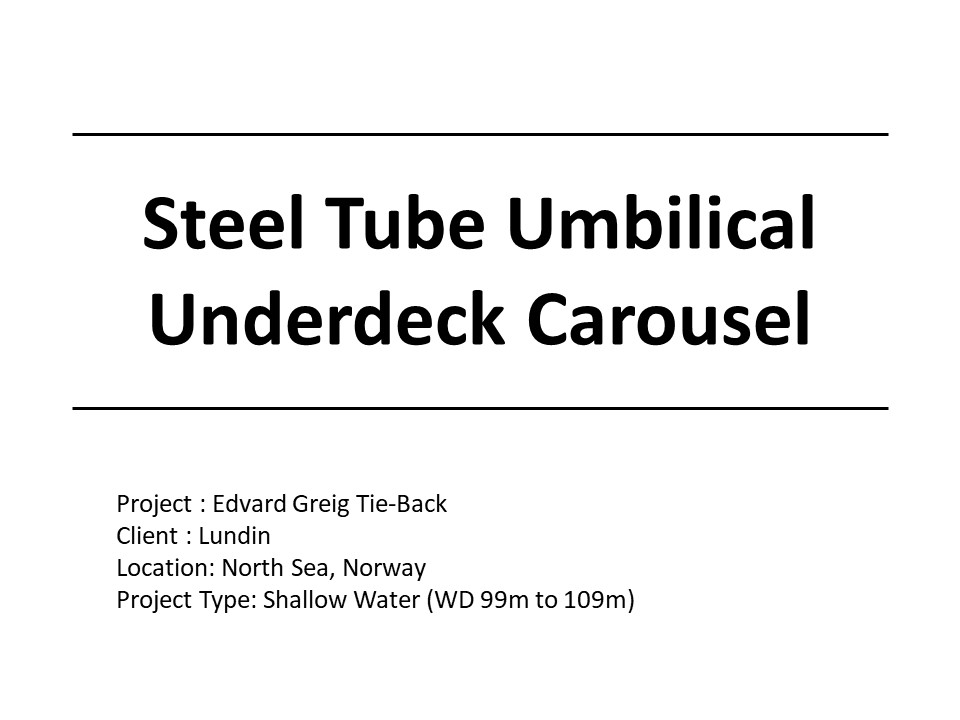 Steel Tube Umbilical
Underdeck Carousel
Project : Edvard Greig Tie-Back
Client : Lundin
Location: North Sea, Norway
Project Type: Shallow Water (WD 99m to 109m)